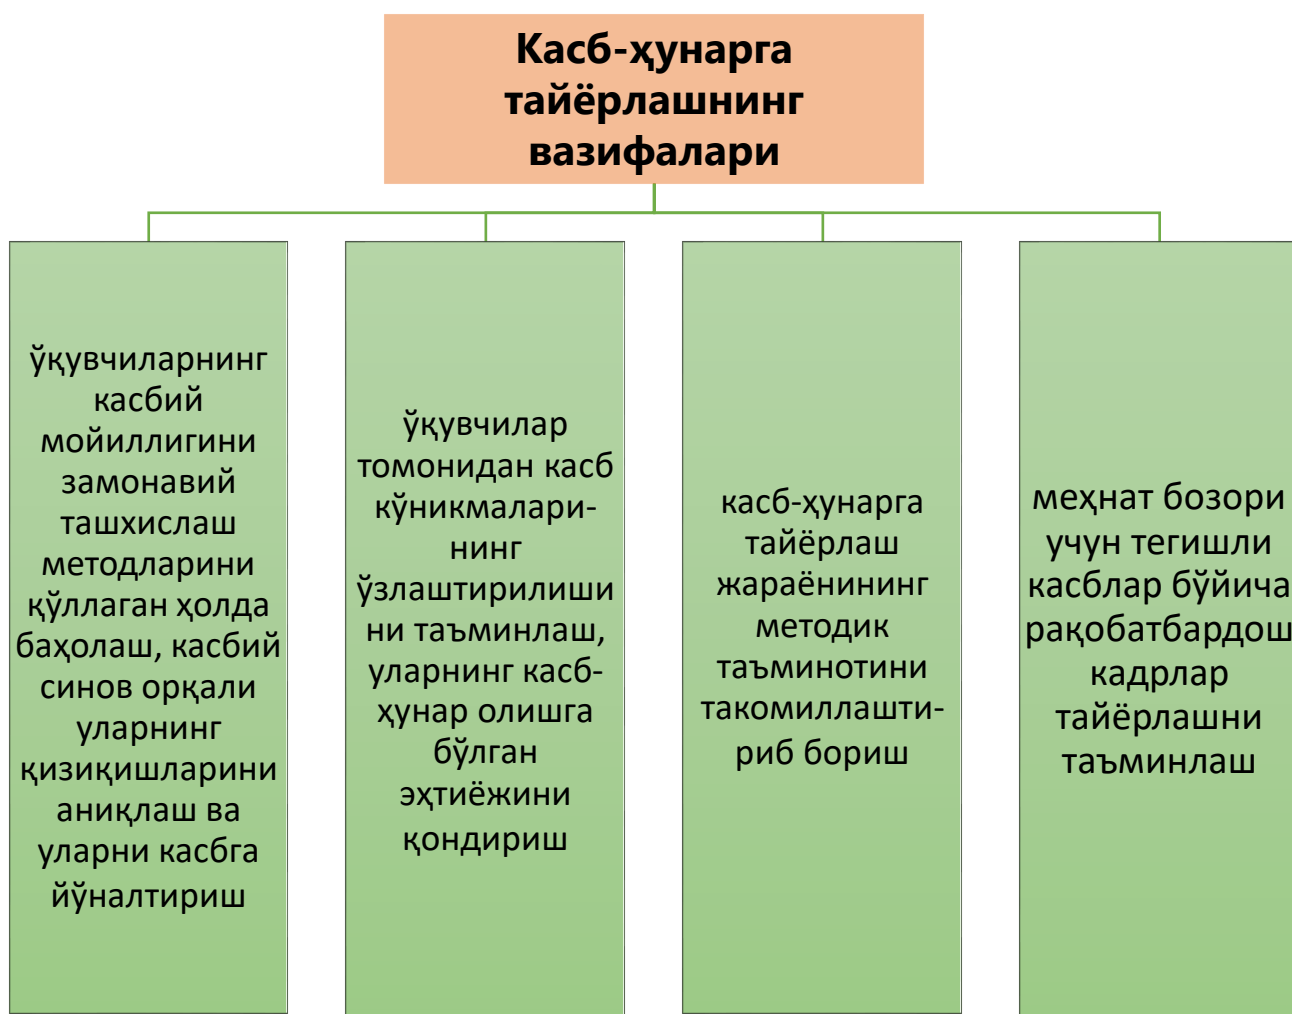 Касб-ҳунарга
тайёрлашнинг
вазифалари
ўқувчиларнинг
касбий
мойиллигини
замонавий
ташхислаш
методларини
қўллаган ҳолда
баҳолаш, касбий
синов орқали
уларнинг
қизиқишларини
аниқлаш ва
уларни касбга
йўналтириш
ўқувчилар
томонидан касб
кўникмалари-
нинг
ўзлаштирилиши
ни таъминлаш,
уларнинг касб-
ҳунар олишга
бўлган
эҳтиёжини
қондириш
касб-ҳунарга
тайёрлаш
жараёнининг
методик
таъминотини
такомиллашти-
риб бориш
меҳнат бозори
учун тегишли
касблар бўйича
рақобатбардош
кадрлар
тайёрлашни
таъминлаш